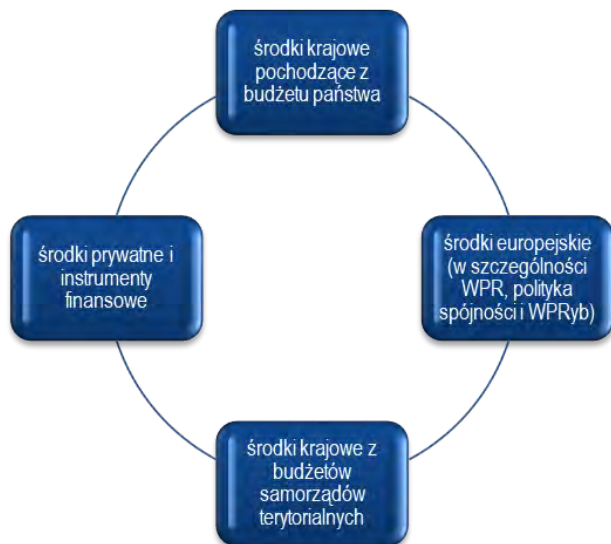 środki krajowe
pochodzące z
budżetu państwa
środki prywatne i
instrumenty
finansowe
środki europejskie
(w szczególności
WPR, polityka
spójności i WPRyb)
środki krajowe z
budżetów
samorządów
terytorialnych